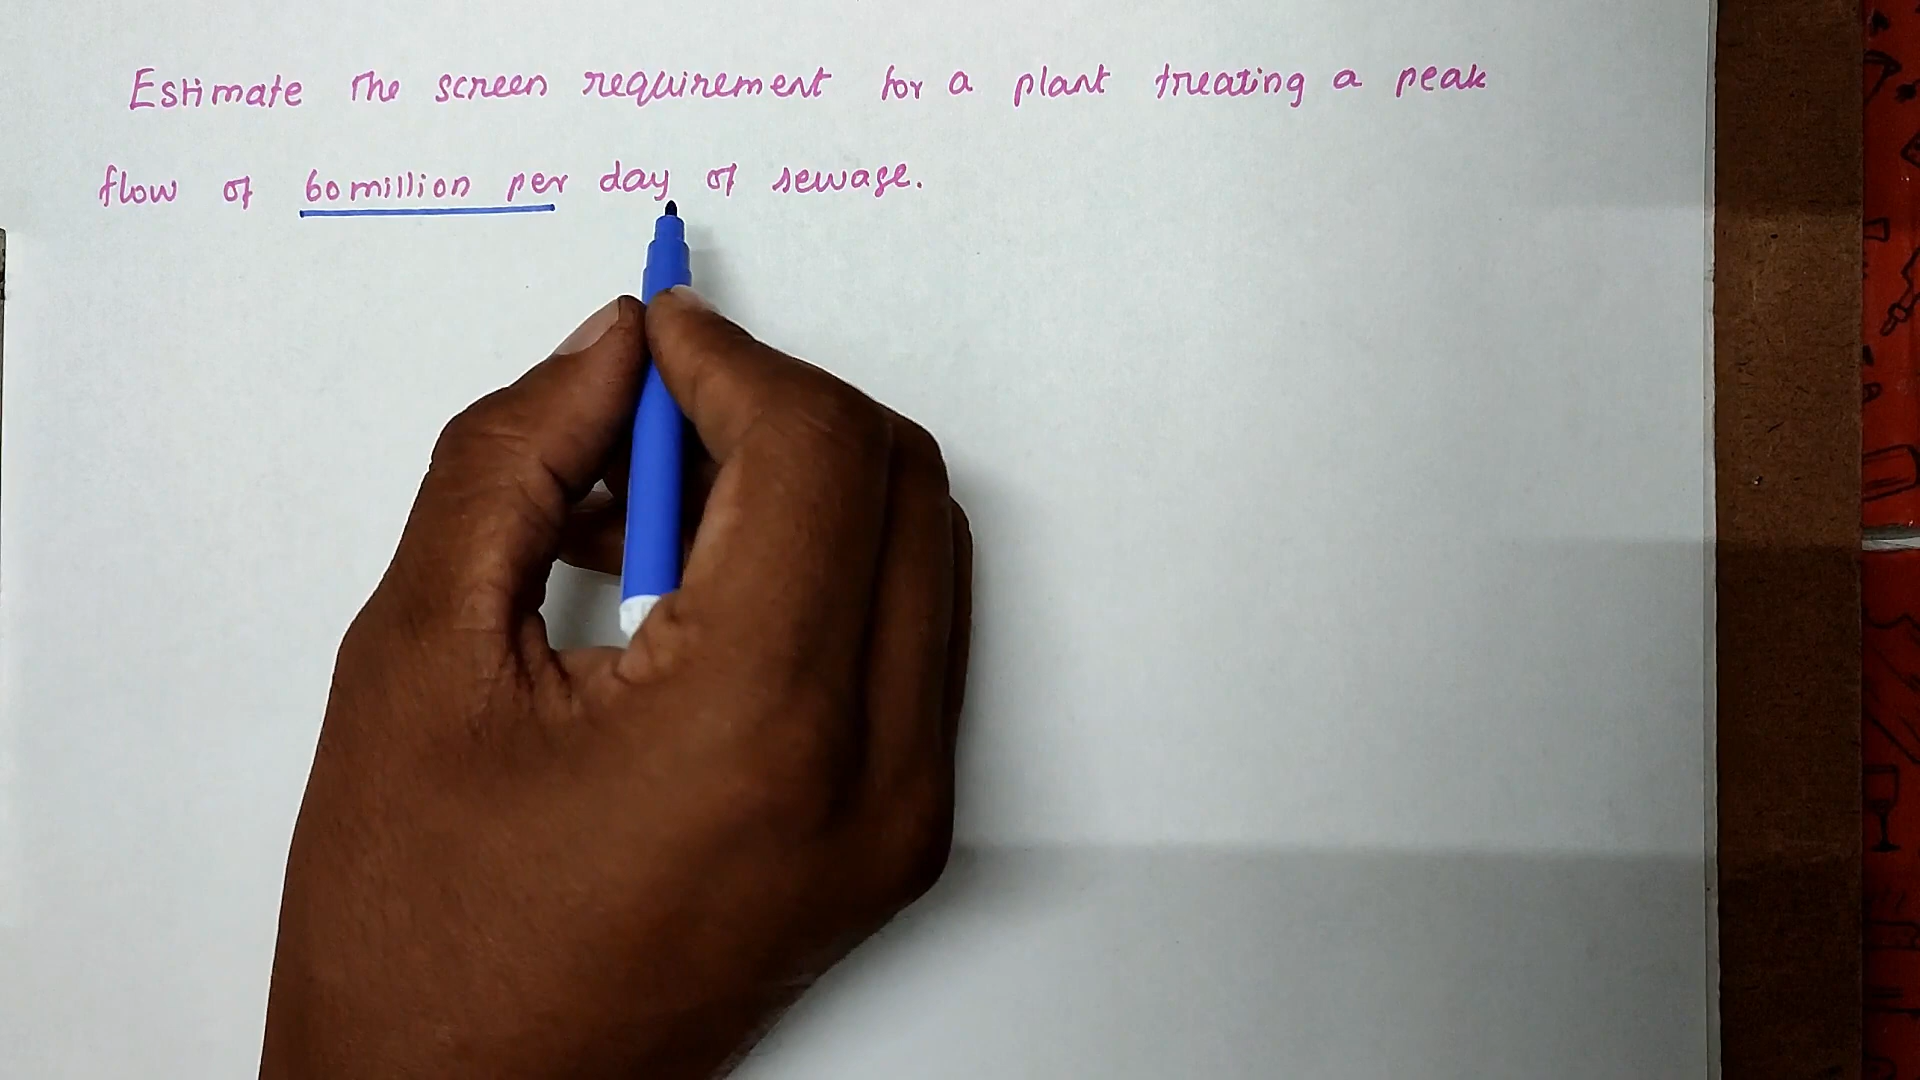 Estimate the screen requirement for a plant treating a peak
flow of 60 million per day of sewage.